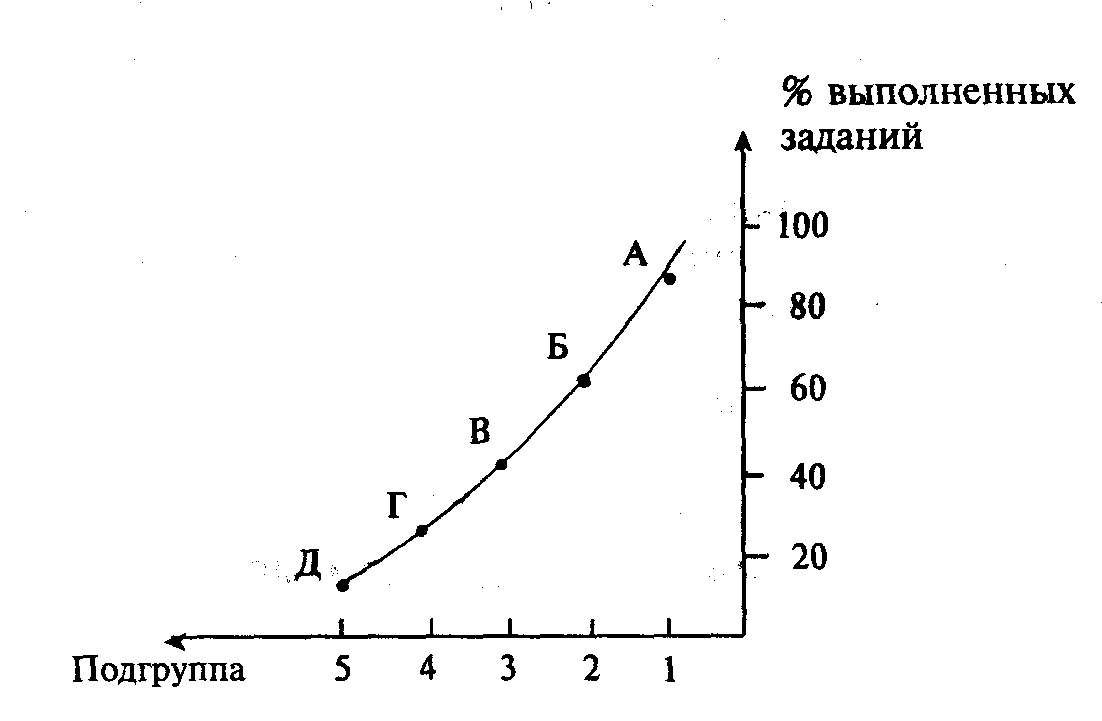 % выполненных
заданий
100
А
80
Б
60
В
40
Г
20
Д
Подгруппа 5 4 3 2 1